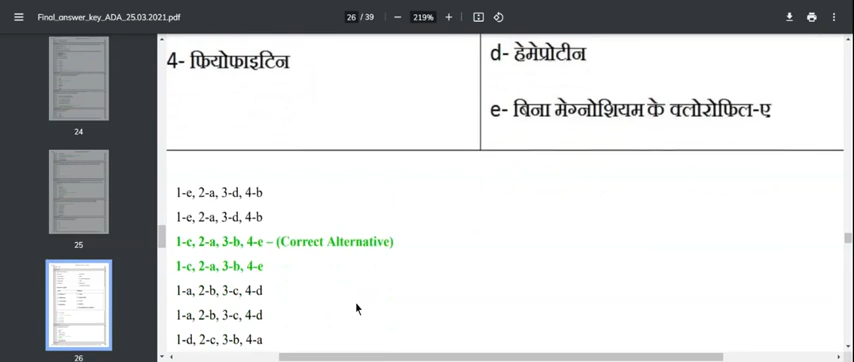 Final_answer_key_ADA_25.03.2021.pdf
26 / 39
219%
24
25
26
4- फियोफाइटिन
d- हेमेप्रोटीन
e- बिना मेग्नोशियम के क्लोरोफिल-ए
1-e, 2-a, 3-d, 4-b
1-e, 2-a, 3-d, 4-b
1-c, 2-a, 3-b, 4-e – (Correct Alternative)
1-c, 2-a, 3-b, 4-e
1-a, 2-b, 3-c, 4-d
1-a, 2-b, 3-c, 4-d
1-d, 2-c, 3-b, 4-a